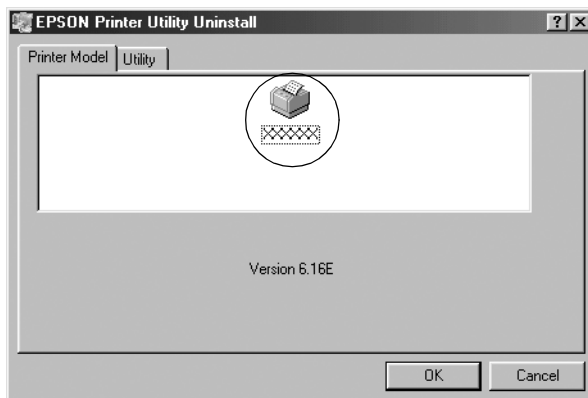 EPSON Printer Utility Uninstall
Printer Model
Utility
Version 6.16E
OK
Cancel